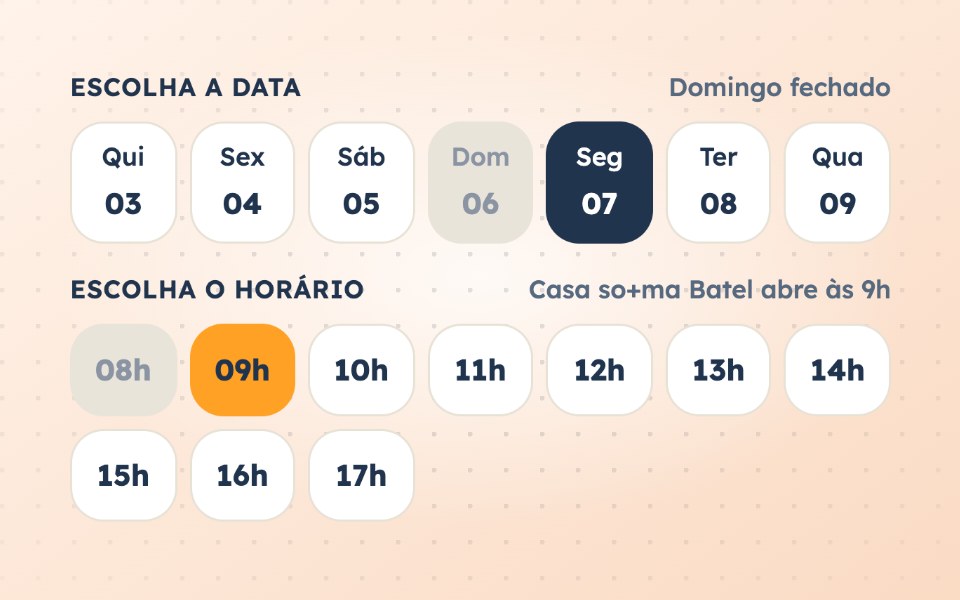 ESCOLHA A DATA Domingo fechado
Qui Sex Sáb Dom Seg Ter Qua
03 04 05 06 07 08 09
ESCOLHA O HORÁRIO Casa so+ma Batel abre às 9h
08h 09h 10h 11h 12h 13h 14h
15h 16h 17h